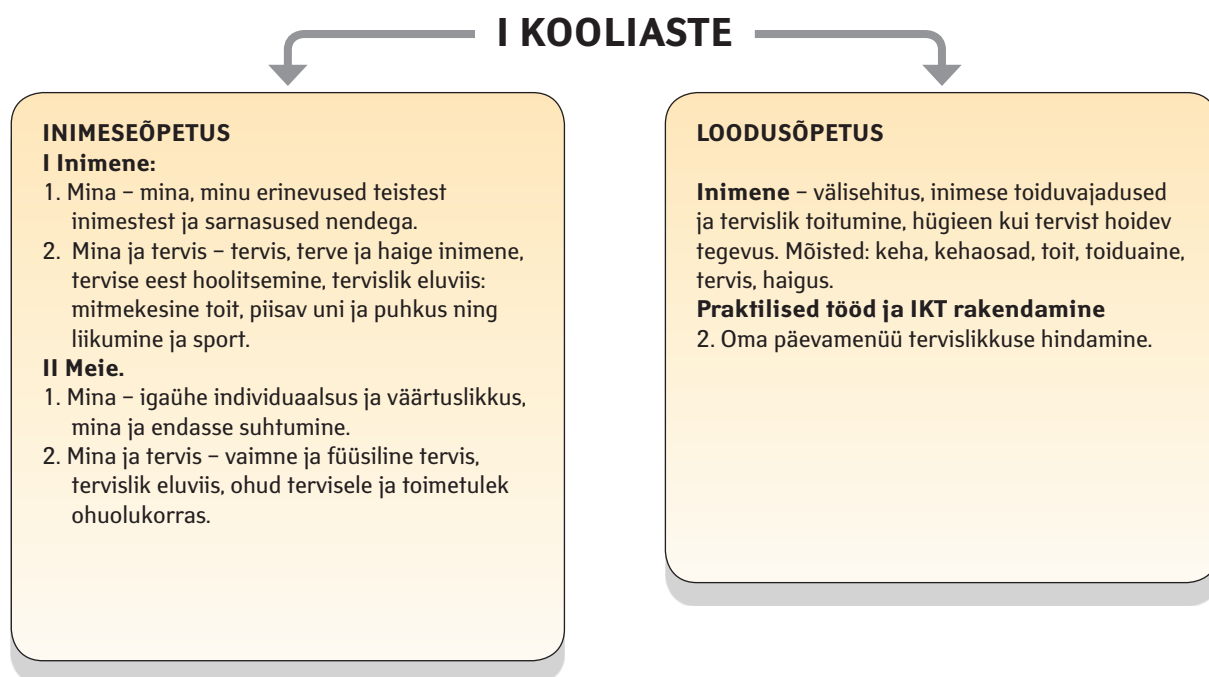 I KOOLIASTE
INIMESEÕPETUS
I Inimene:
1. Mina – mina, minu erinevused teistest
inimestest ja sarnasused nendega.
2. Mina ja tervis – tervis, terve ja haige inimene,
tervise eest hoolitsemine, tervislik eluviis:
mitmekesine toit, piisav uni ja puhkus ning
liikumine ja sport.
II Meie.
1. Mina – igaühe individuaalsus ja väärtuslikkus,
mina ja endasse suhtumine.
2. Mina ja tervis – vaimne ja füüsiline tervis,
tervislik eluviis, ohud tervisele ja toimetulek
ohuolukorras.
LOODUSÕPETUS
Inimene – välisehitus, inimese toiduvajadused
ja tervislik toitumine, hügieen kui tervist hoidev
tegevus. Mõisted: keha, kehaosad, toit, toiduaine,
tervis, haigus.
Praktilised tööd ja IKT rakendamine
2. Oma päevamenüü tervislikkuse hindamine.